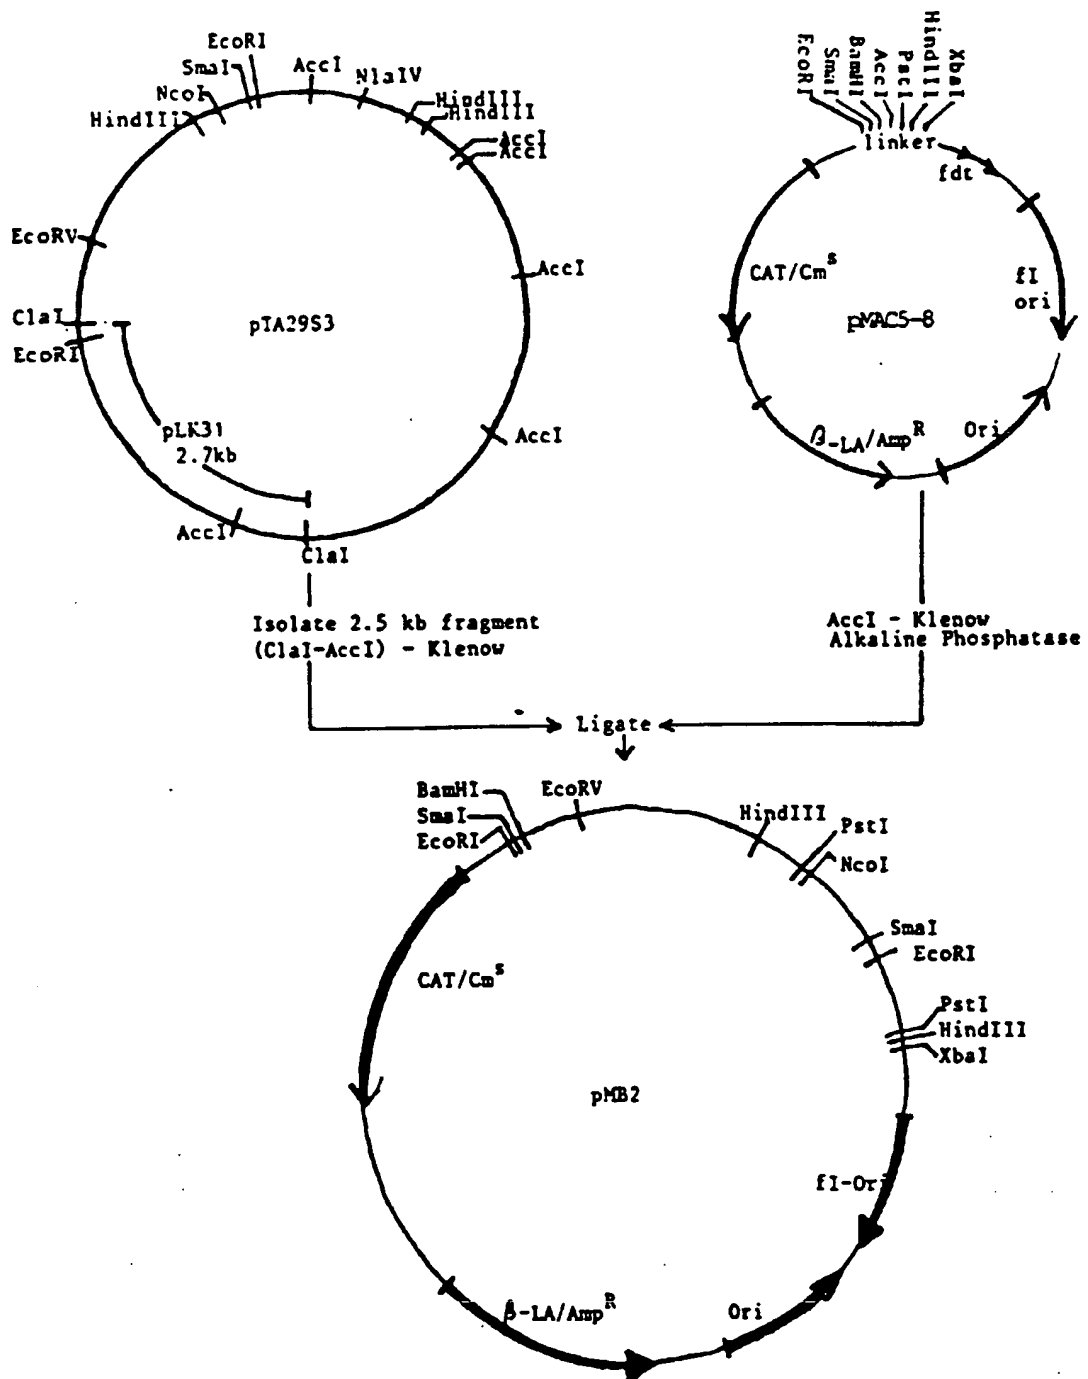 EcoRI
SmaI
AccI
NlaIV
NcoI
HindIII
HindIII
HindIII
AccI
AccI
EcoRV
AccI
ClaI
pTA29S3
EcoRI
pLK31
2.7kb
AccI
AccI
ClaI
EcoRI
SmaI
BamHI
AccI
PstI
HindIII
XbaI
linker
fdt
CAT/Cm^s
fI
ori
pMAC5-8
β-LA/Amp^R
Ori
Isolate 2.5 kb fragment
(ClaI-AccI) - Klenow
AccI - Klenow
Alkaline Phosphatase
Ligate
BamHI
EcoRV
SmaI
HindIII
PstI
EcoRI
NcoI
SmaI
EcoRI
CAT/Cm^s
PstI
HindIII
XbaI
pMB2
fI-Ori
β-LA/Amp^R
Ori